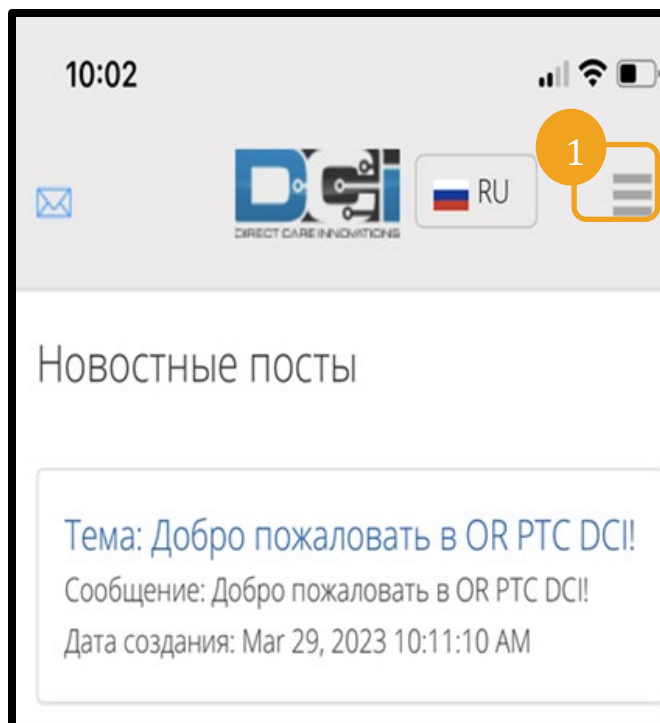 10:02
1
DCi
RU
DIRECT CARE INNOVATIONS
Новостные посты
Тема: Добро пожаловать в OR PTC DCI!
Сообщение: Добро пожаловать в OR PTC DCI!
Дата создания: Mar 29, 2023 10:11:10 AM